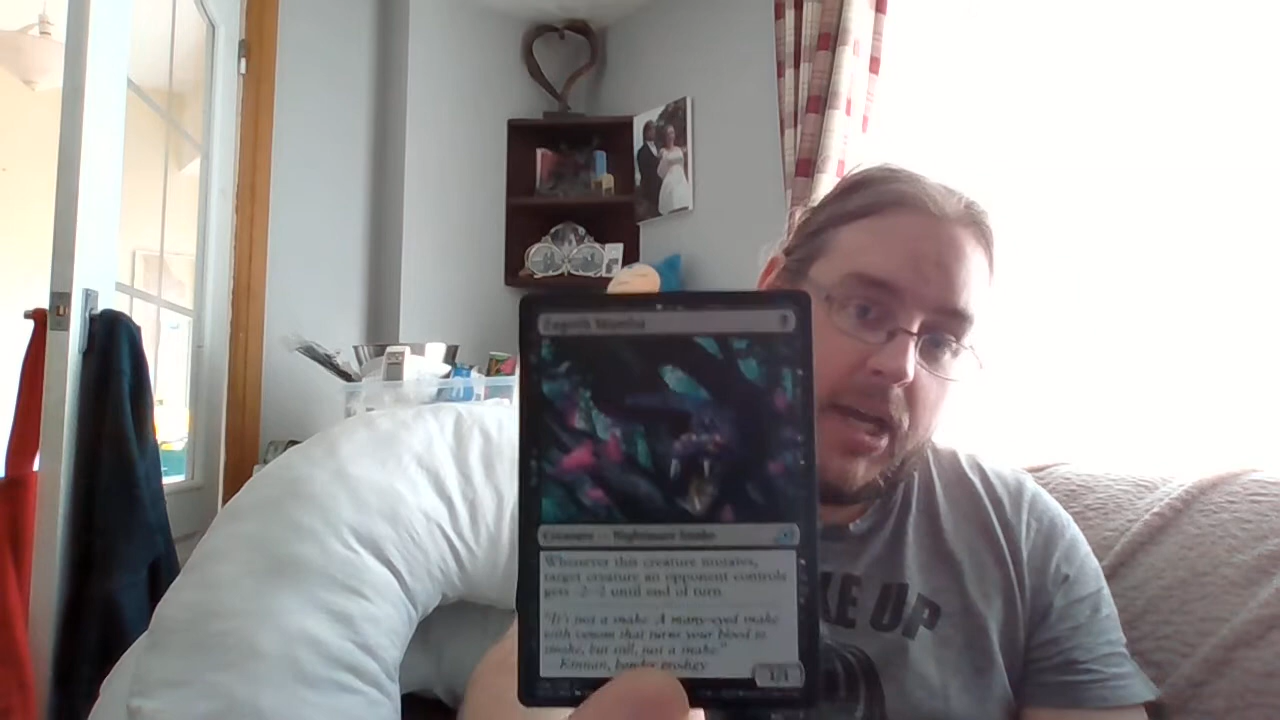 Zagoth Mamba
Creature — Nightmare Snake
Whenever this creature mutates,
target creature an opponent controls
gets -2/-2 until end of turn.
"It's not a snake. A many-eyed snake
with venom that turns your blood to
smoke, but still, just a snake."
Kinnan, bonder prodigy
1/1
KE UP